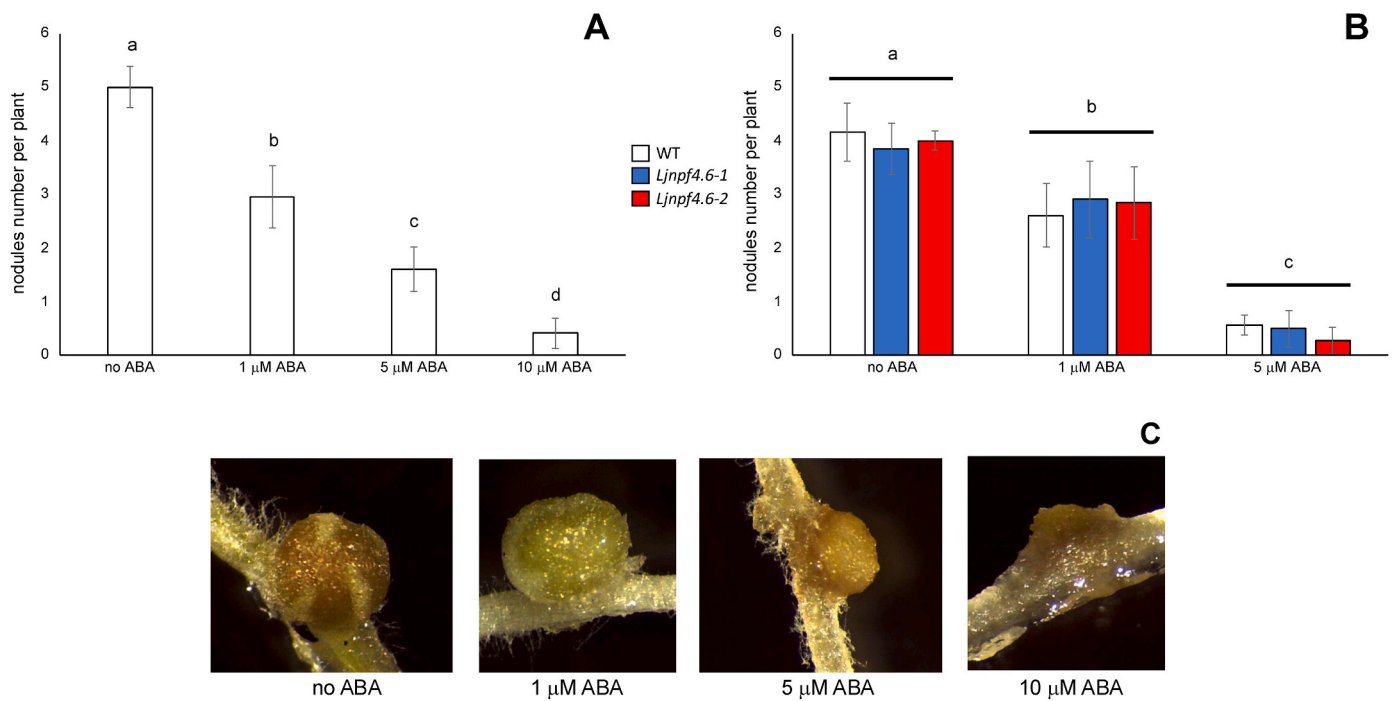 A
nodules number per plant
6
5
4
3
2
1
0
a
b
c
d
no ABA
1 μM ABA
5 μM ABA
10 μM ABA
WT
Ljnpf4.6-1
Ljnpf4.6-2
B
nodules number per plant
6
5
4
3
2
1
0
a
b
c
no ABA
1 μM ABA
5 μM ABA
C
no ABA
1 μM ABA
5 μM ABA
10 μM ABA